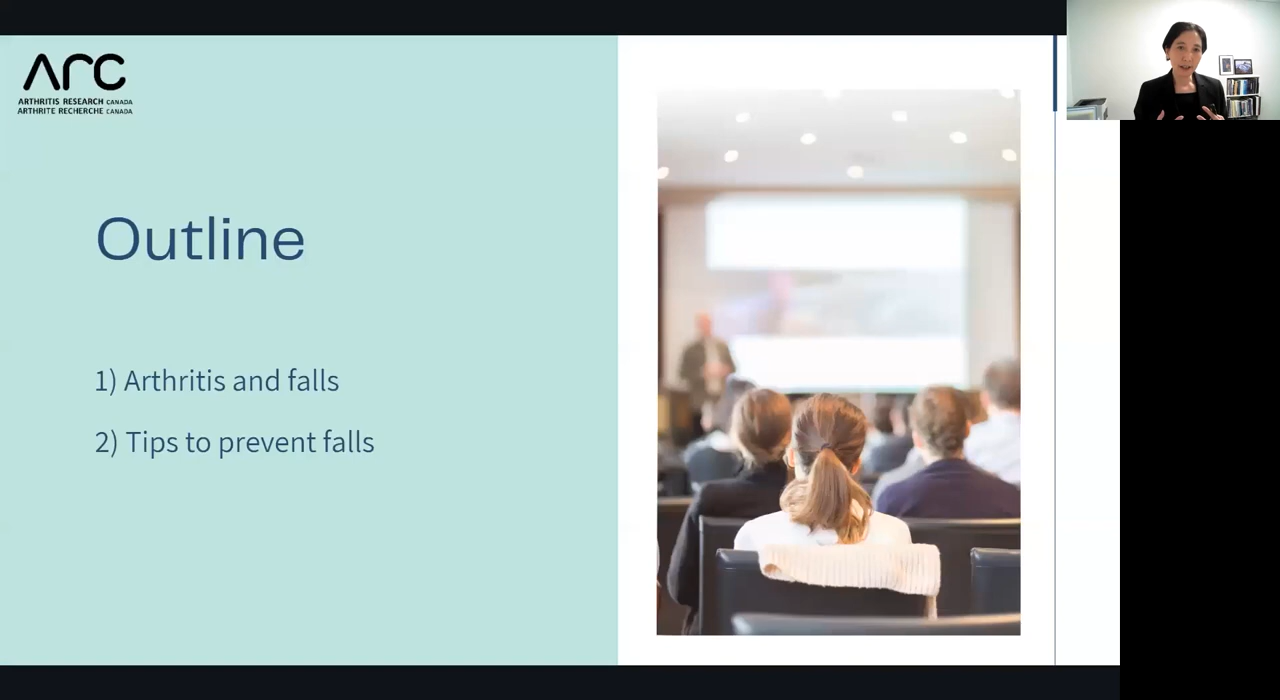 ARC
ARTHRITIS RESEARCH CANADA
ARTHRITE RECHERCHE CANADA
Outline
1) Arthritis and falls
2) Tips to prevent falls